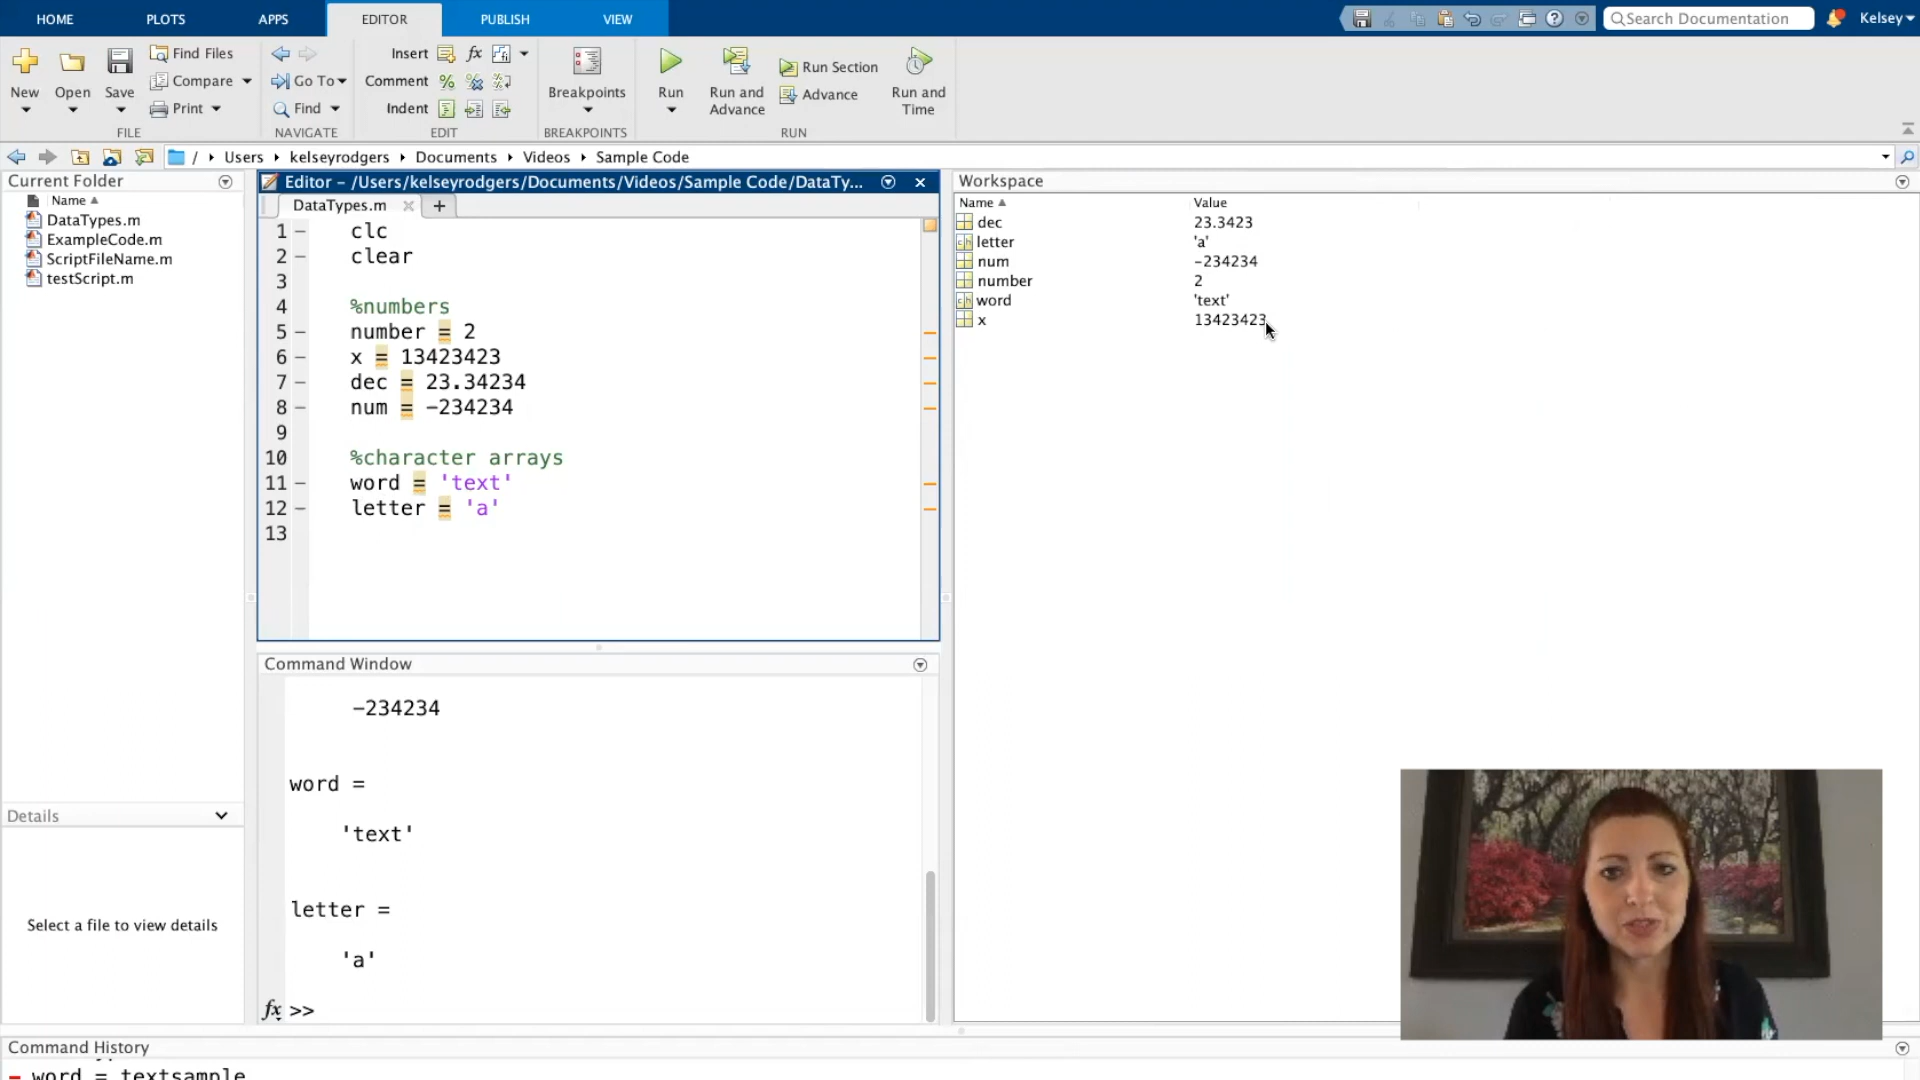 HOME PLOTS APPS EDITOR PUBLISH VIEW Search Documentation Kelsey
New Open Save Find Files Compare Print
FILE
Go To Find
NAVIGATE
Insert fx
Comment %
Indent
EDIT
Breakpoints
BREAKPOINTS
Run Run and Advance Run Section Advance Run and Time
RUN
/ Users kelseyrodgers Documents Videos Sample Code
Current Folder
Name
DataTypes.m
ExampleCode.m
ScriptFileName.m
testScript.m
Details
Select a file to view details
Editor – /Users/kelseyrodgers/Documents/Videos/Sample Code/DataTy...
DataTypes.m +
1 – clc
2 – clear
3
4 %numbers
5 – number = 2
6 – x = 13423423
7 – dec = 23.34234
8 – num = -234234
9
10 %character arrays
11 – word = 'text'
12 – letter = 'a'
13
Command Window
-234234
word =
'text'
letter =
'a'
fx >>
Workspace
Name Value
dec 23.3423
letter 'a'
num -234234
number 2
word 'text'
x 13423423
Command History
word = textsample